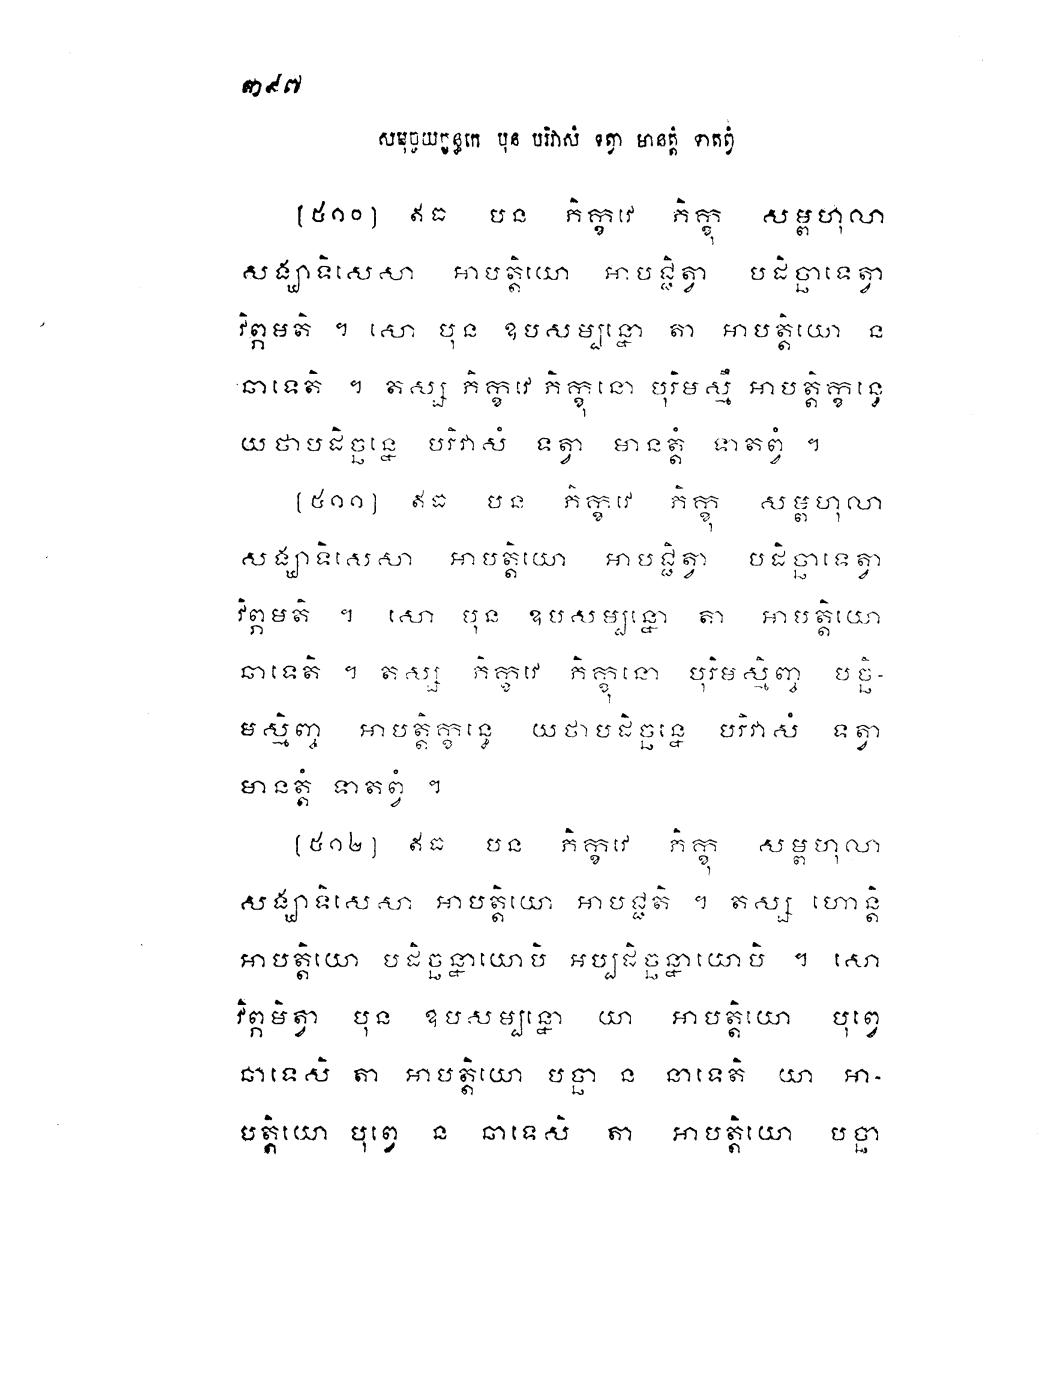 ៣៩៧
សមុច្ចយក្ខន្ធកេ បុន បរិវាសំ ទត្វា មានត្តំ ទាតព្វំ
(៥១០) ឥធ បន ភិក្ខវេ ភិក្ខុ សម្ពហុលា
សង្ឃាទិសេសា អាបត្តិយោ អាបជ្ជិត្វា បដិច្ឆាទេត្វា
វិព្ភមតិ ។ សោ បុន ឧបសម្បន្នោ តា អាបត្តិយោ ន
ឆាទេតិ ។ តស្ស ភិក្ខវេ ភិក្ខុនោ បុរិមស្មឹ អាបត្តិក្ខន្ធេ
យថាបដិច្ឆន្នេ បរិវាសំ ទត្វា មានត្តំ ទាតព្វំ ។
(៥១១) ឥធ បន ភិក្ខវេ ភិក្ខុ សម្ពហុលា
សង្ឃាទិសេសា អាបត្តិយោ អាបជ្ជិត្វា បដិច្ឆាទេត្វា
វិព្ភមតិ ។ សោ បុន ឧបសម្បន្នោ តា អាបត្តិយោ
ឆាទេតិ ។ តស្ស ភិក្ខវេ ភិក្ខុនោ បុរិមស្មិញ្ច បច្ឆិ-
មស្មិញ្ច អាបត្តិក្ខន្ធេ យថាបដិច្ឆន្នេ បរិវាសំ ទត្វា
មានត្តំ ទាតព្វំ ។
(៥១២) ឥធ បន ភិក្ខវេ ភិក្ខុ សម្ពហុលា
សង្ឃាទិសេសា អាបត្តិយោ អាបជ្ជតិ ។ តស្ស ហោន្តិ
អាបត្តិយោ បដិច្ឆន្នាយោបិ អប្បដិច្ឆន្នាយោបិ ។ សោ
វិព្ភមិត្វា បុន ឧបសម្បន្នោ យា អាបត្តិយោ បុព្វេ
ឆាទេសិ តា អាបត្តិយោ បច្ឆា ន ឆាទេតិ យា អា-
បត្តិយោ បុព្វេ ន ឆាទេសិ តា អាបត្តិយោ បច្ឆា